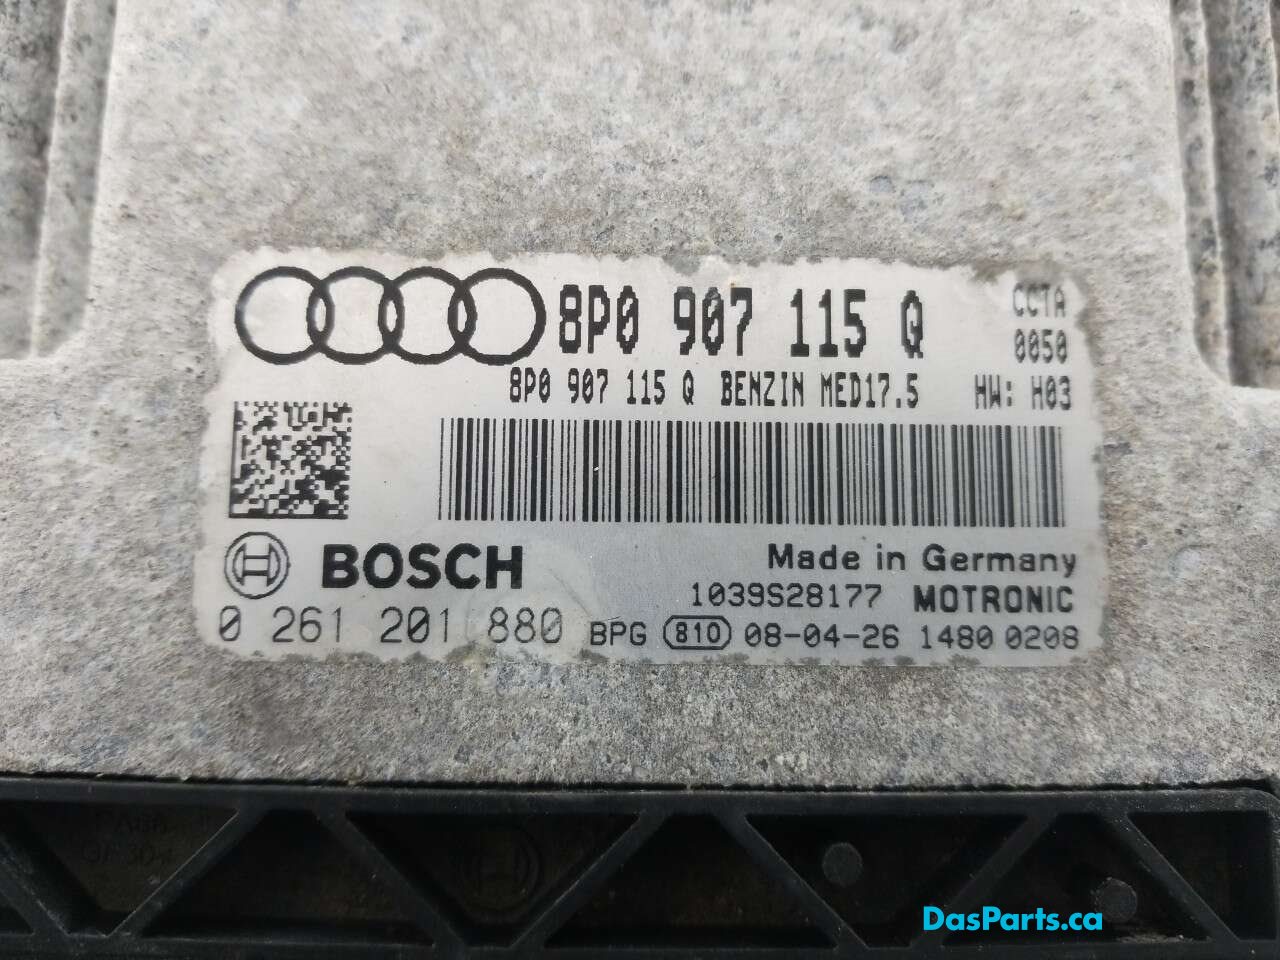 8P0 907 115 Q
CCTA
0050
8P0 907 115 Q BENZIN MED17.5 HW: H03
BOSCH
Made in Germany
1039S28177 MOTRONIC
0 261 201 880 BPG 810 08-04-26 1480 0208
DasParts.ca